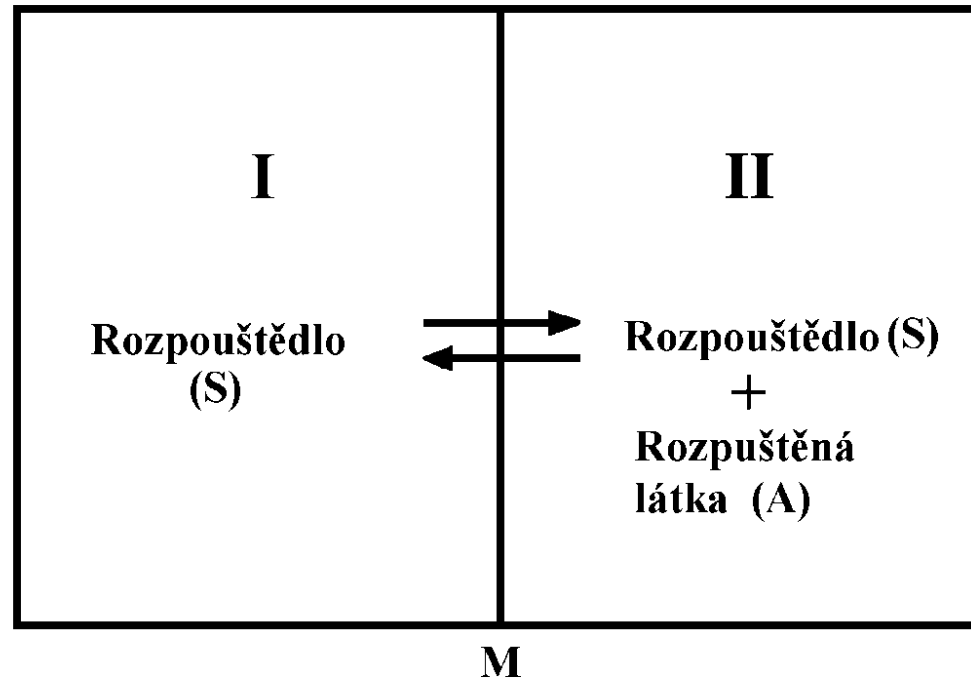 I
II
Rozpouštědlo
(S)
Rozpouštědlo (S)
+
Rozpuštěná
látka (A)
M